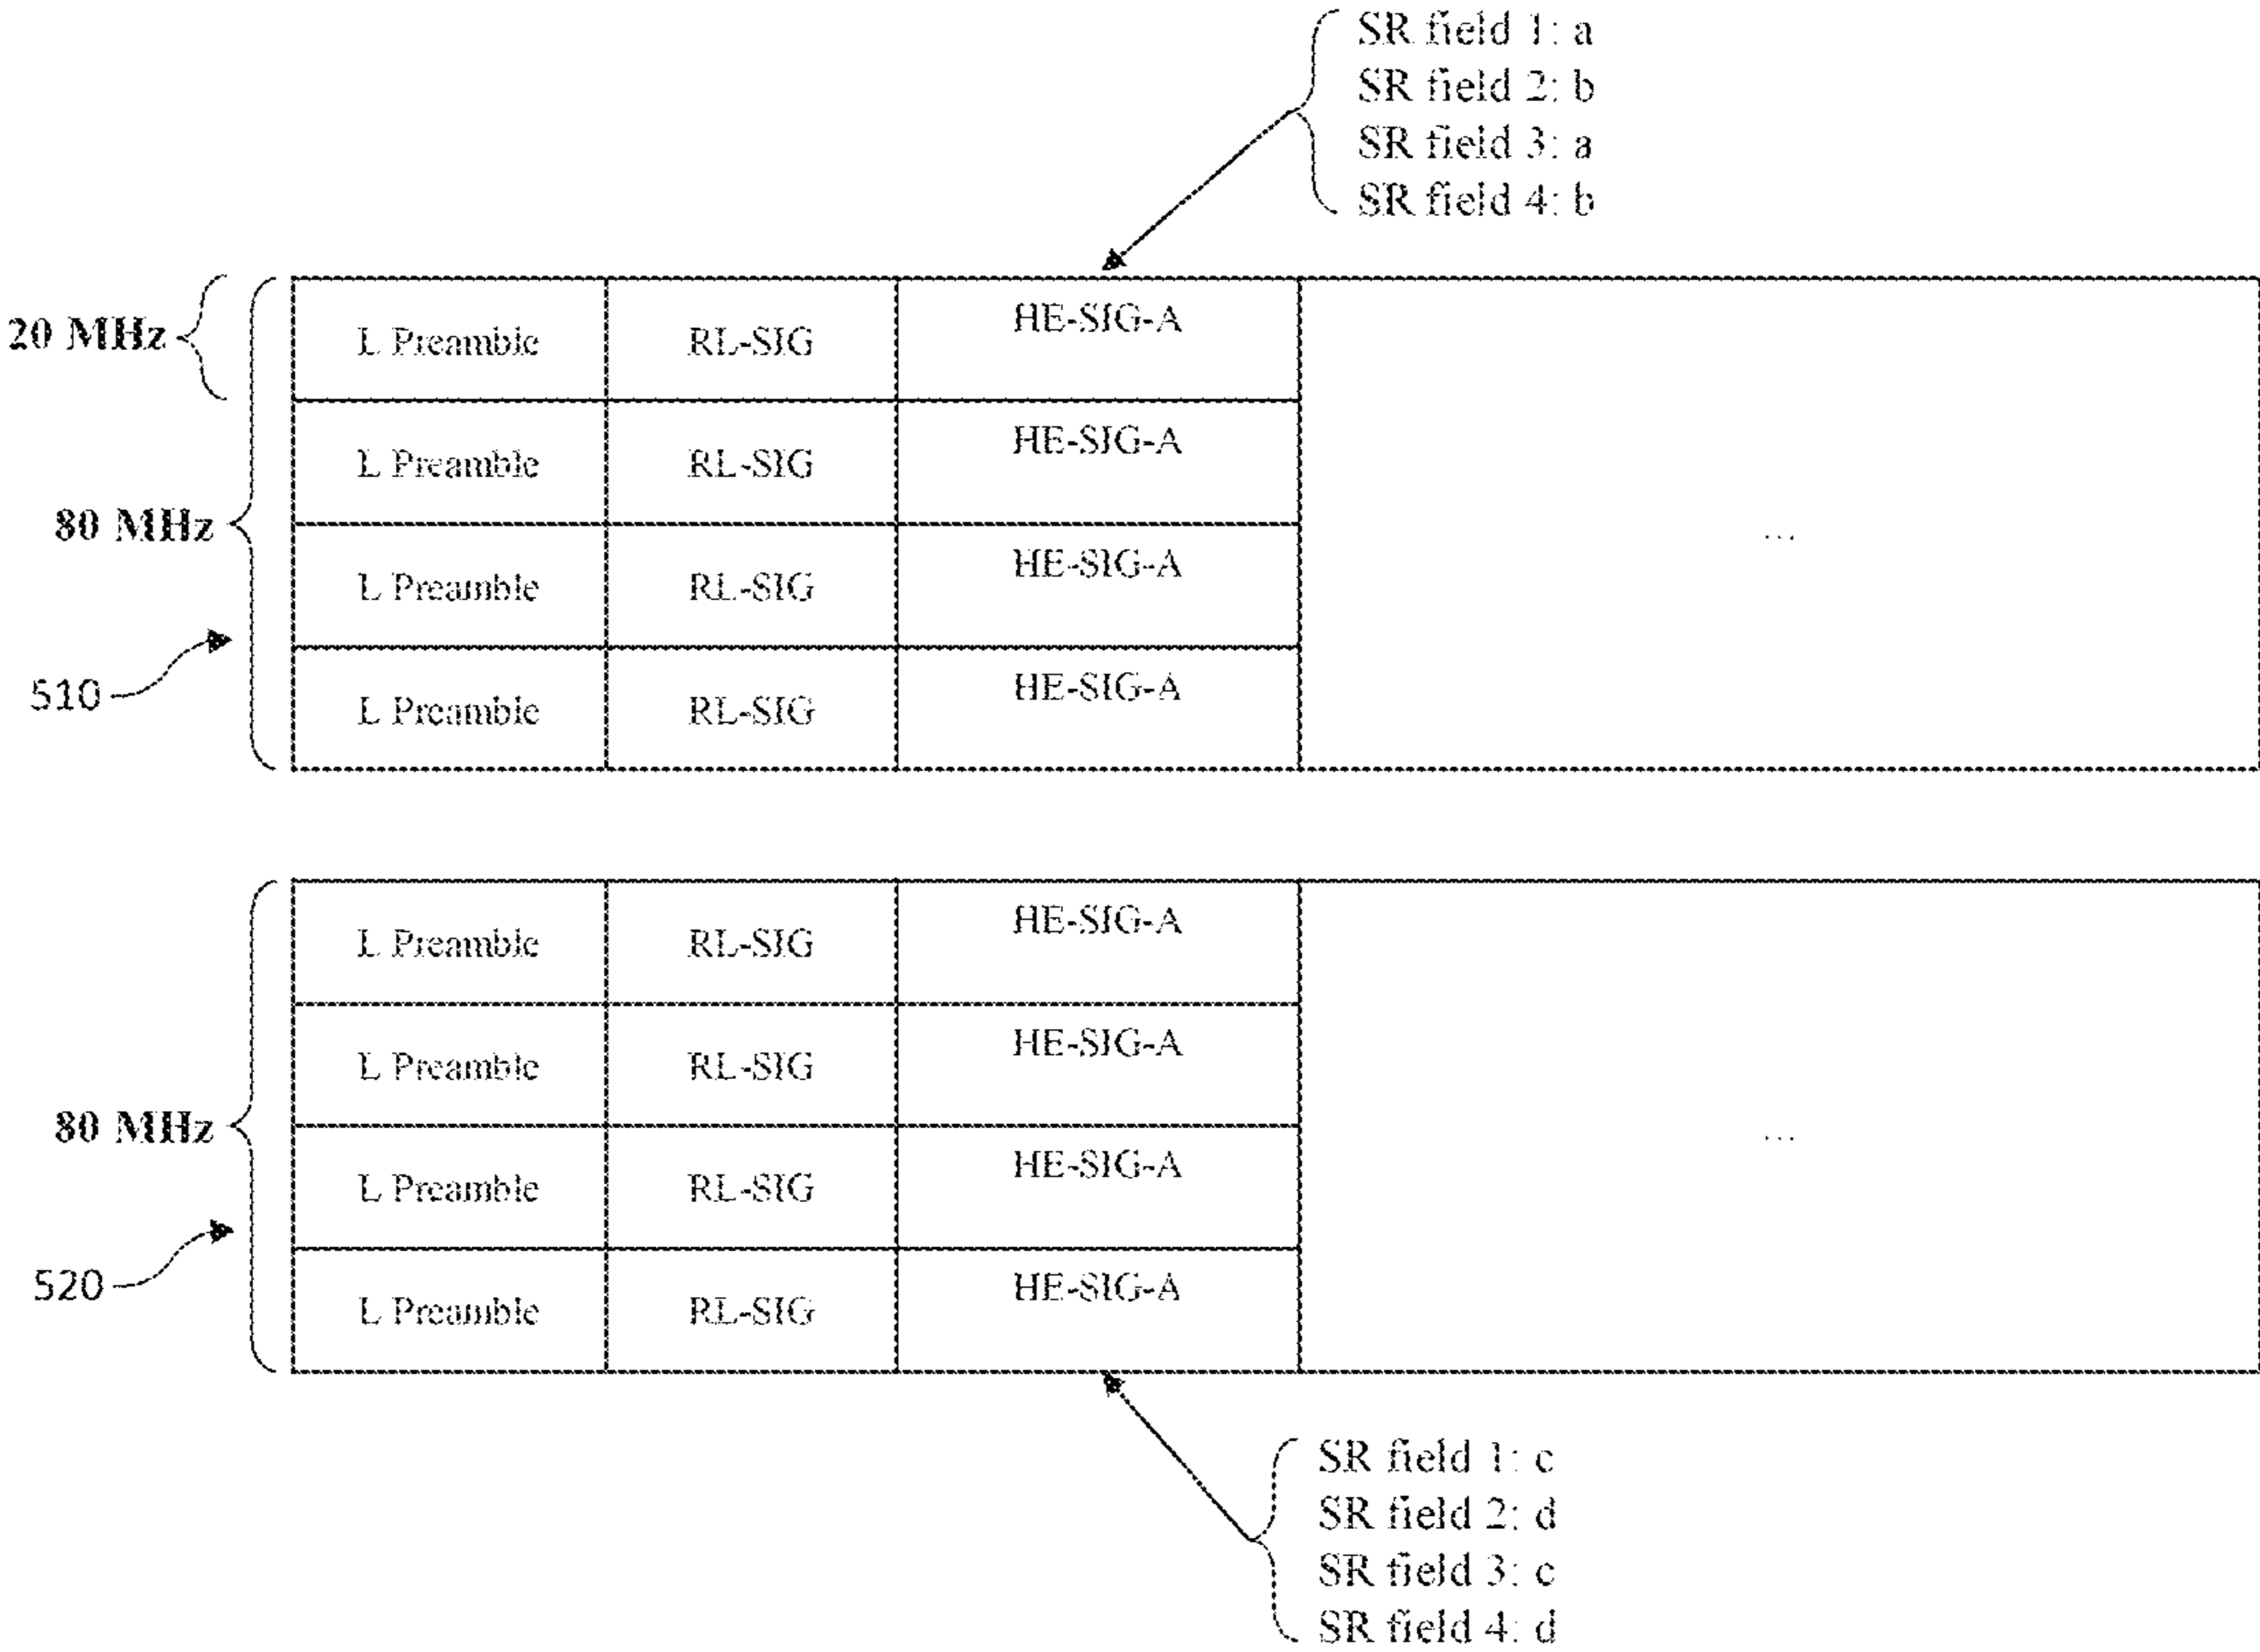 SR field 1: a
SR field 2: b
SR field 3: a
SR field 4: b
20 MHz
L Preamble RL-SIG HE-SIG-A
L Preamble RL-SIG HE-SIG-A
80 MHz
...
L Preamble RL-SIG HE-SIG-A
510
L Preamble RL-SIG HE-SIG-A
L Preamble RL-SIG HE-SIG-A
L Preamble RL-SIG HE-SIG-A
80 MHz
...
L Preamble RL-SIG HE-SIG-A
520
L Preamble RL-SIG HE-SIG-A
SR field 1: c
SR field 2: d
SR field 3: c
SR field 4: d